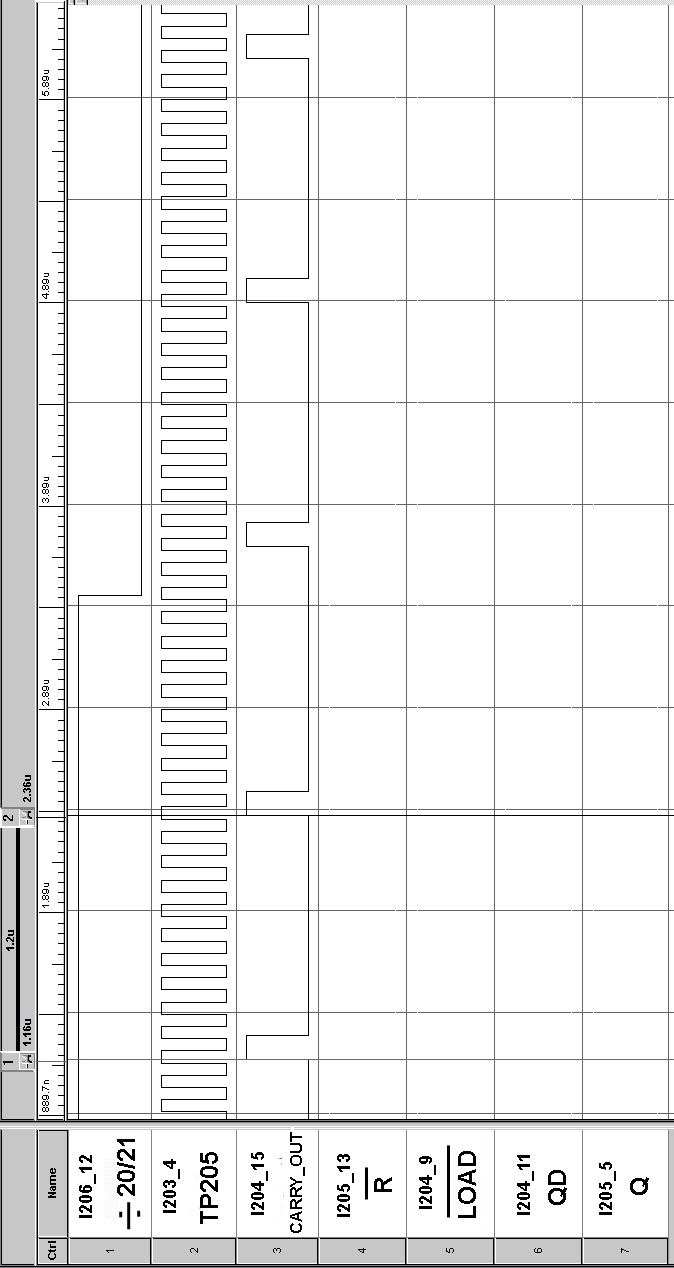 1 1.2u 2
1.16u 2.36u
Ctrl Name 889.7n 1.89u 2.89u 3.89u 4.89u 5.89u
1 I206_12
÷ 20/21
2 I203_4
TP205
3 I204_15
CARRY_OUT
4 I205_13
R
5 I204_9
LOAD
6 I204_11
QD
7 I205_5
Q